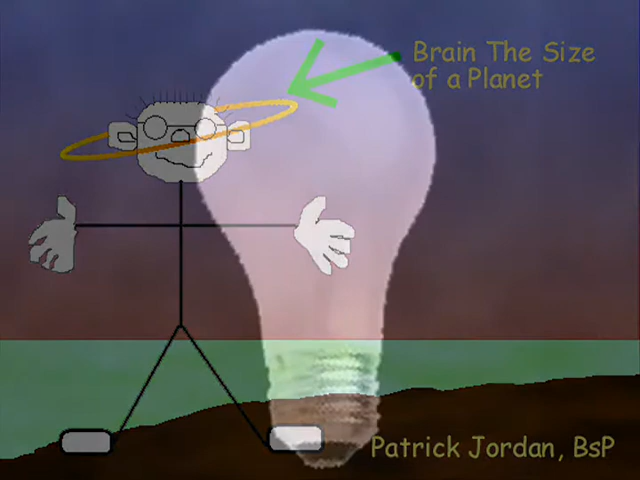 Brain The Size
of a Planet
Patrick Jordan, BsP